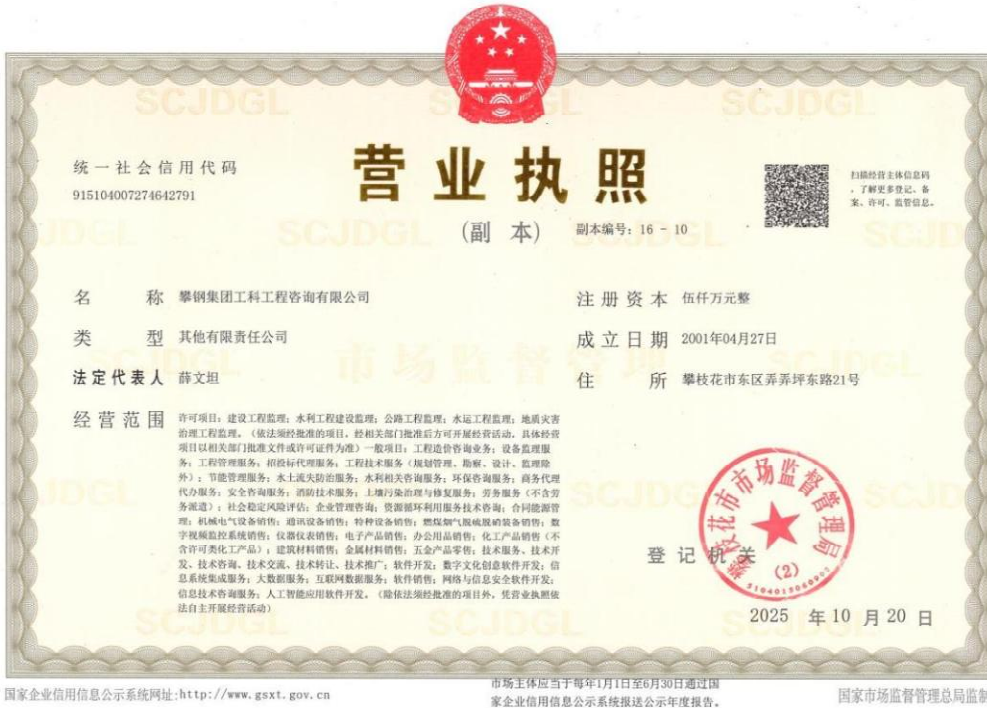 统一社会信用代码
915104007274642791
营业执照
(副 本)
副本编号: 16 - 10
扫描经营主体信息码
，了解更多登记、备
案、许可、监管信息。
名 称 攀钢集团工科工程咨询有限公司
类 型 其他有限责任公司
法定代表人 薛文坦
经营范围 许可项目：建设工程监理；水利工程建设监理；公路工程监理；水运工程监理；地质灾害
治理工程监理。（依法须经批准的项目，经相关部门批准后方可开展经营活动，具体经营
项目以相关部门批准文件或许可证件为准）一般项目：工程造价咨询业务；设备监理服
务；工程管理服务；招投标代理服务；工程技术服务（规划管理、勘察、设计、监理除
外）；节能管理服务；水土流失防治服务；水利相关咨询服务；环保咨询服务；商务代理
代办服务；安全咨询服务；消防技术服务；土壤污染治理与修复服务；劳务服务（不含劳
务派遣）；社会稳定风险评估；企业管理咨询；资源循环利用服务技术咨询；合同能源管
理；机械电气设备销售；通讯设备销售；特种设备销售；燃煤烟气脱硫脱硝装备销售；数
字视频监控系统销售；仪器仪表销售；电子产品销售；办公用品销售；化工产品销售（不
含许可类化工产品）；建筑材料销售；金属材料销售；五金产品零售；技术服务、技术开
发、技术咨询、技术交流、技术转让、技术推广；软件开发；数字文化创意软件开发；信
息系统集成服务；大数据服务；互联网数据服务；软件销售；网络与信息安全软件开发；
信息技术咨询服务；人工智能应用软件开发。（除依法须经批准的项目外，凭营业执照依
法自主开展经营活动）
注册资本 伍仟万元整
成立日期 2001年04月27日
住 所 攀枝花市东区弄弄坪东路21号
登记机关
攀枝花市市场监督管理局
(2)
2025 年 10 月 20 日
SCJDGL
市场监督管理
国家企业信用信息公示系统网址:http://www.gsxt.gov.cn
市场主体应当于每年1月1日至6月30日通过国
家企业信用信息公示系统报送公示年度报告。
国家市场监督管理总局监制